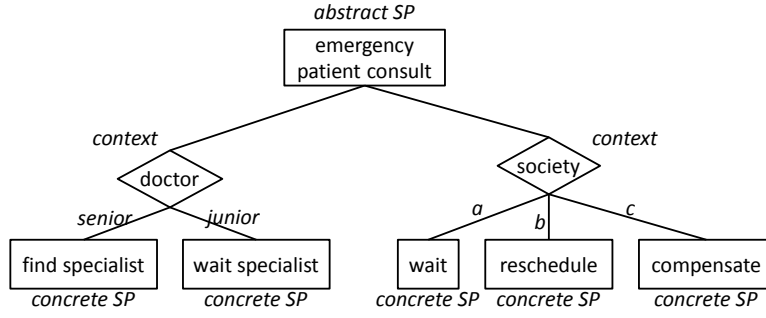 abstract SP
emergency
patient consult
context
context
doctor
society
senior
junior
a
b
c
find specialist
wait specialist
wait
reschedule
compensate
concrete SP
concrete SP
concrete SP
concrete SP
concrete SP